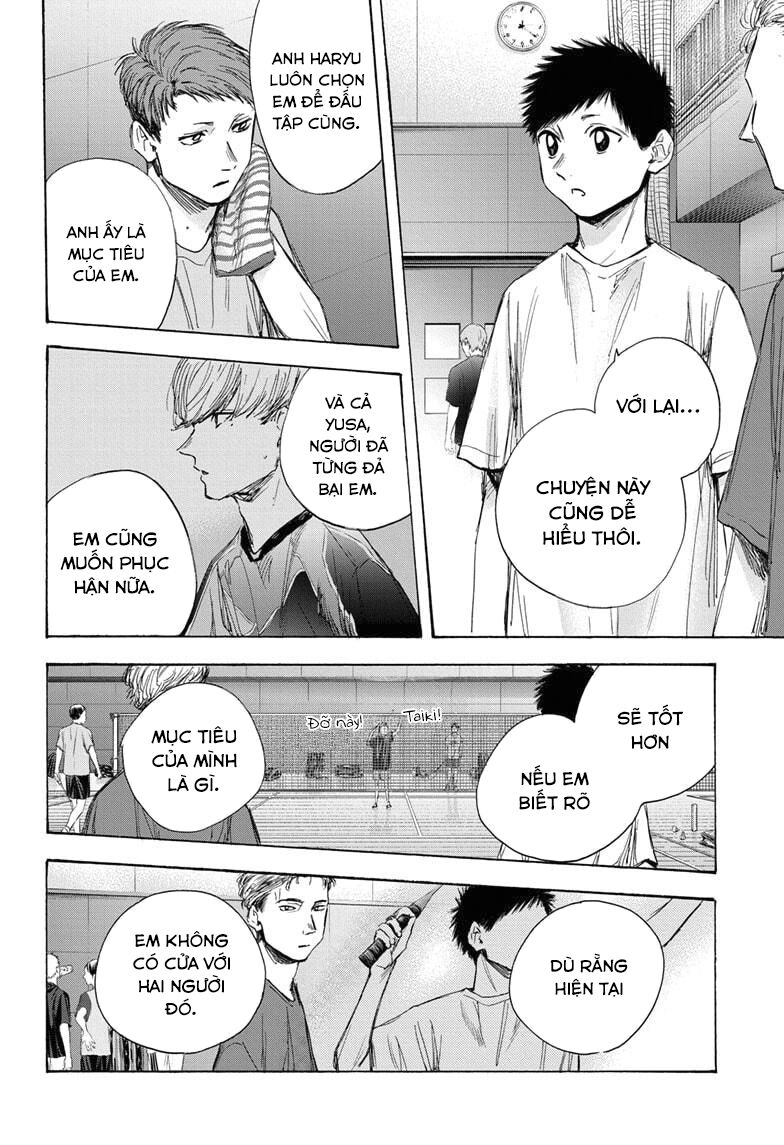 VỚI LẠI...
CHUYỆN NÀY
CŨNG DỄ
HIỂU THÔI.
ANH HARYU
LUÔN CHỌN
EM ĐỂ ĐẤU
TẬP CÙNG.
ANH ẤY LÀ
MỤC TIÊU
CỦA EM.
VÀ CẢ
YUSA,
NGƯỜI ĐÃ
TỪNG ĐẢ
BẠI EM.
EM CŨNG
MUỐN PHỤC
HẬN NỮA.
SẼ TỐT
HƠN
NẾU EM
BIẾT RÕ
Taiki!
Đỡ này!
MỤC TIÊU
CỦA MÌNH
LÀ GÌ.
DÙ RẰNG
HIỆN TẠI
EM KHÔNG
CÓ CỬA VỚI
HAI NGƯỜI
ĐÓ.